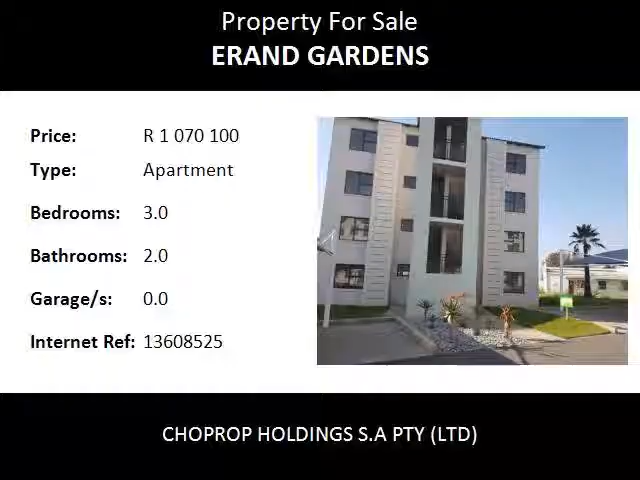 Property For Sale
ERAND GARDENS
Price: R 1 070 100
Type: Apartment
Bedrooms: 3.0
Bathrooms: 2.0
Garage/s: 0.0
Internet Ref: 13608525
CHOPROP HOLDINGS S.A PTY (LTD)